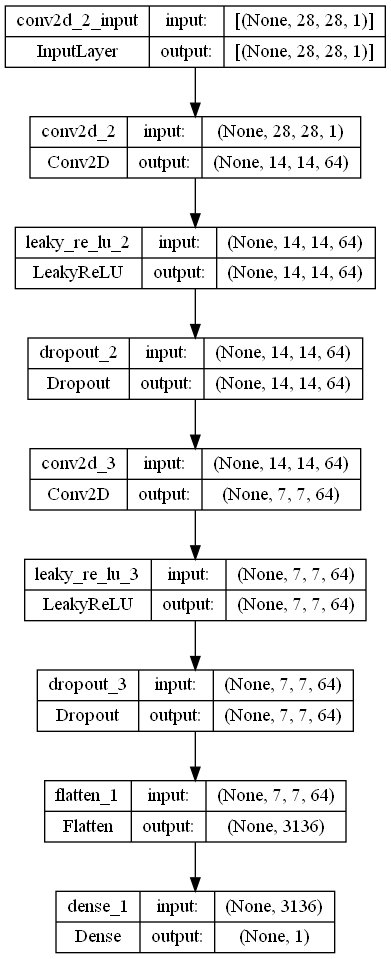 conv2d_2_input input: [(None, 28, 28, 1)]
InputLayer output: [(None, 28, 28, 1)]
conv2d_2 input: (None, 28, 28, 1)
Conv2D output: (None, 14, 14, 64)
leaky_re_lu_2 input: (None, 14, 14, 64)
LeakyReLU output: (None, 14, 14, 64)
dropout_2 input: (None, 14, 14, 64)
Dropout output: (None, 14, 14, 64)
conv2d_3 input: (None, 14, 14, 64)
Conv2D output: (None, 7, 7, 64)
leaky_re_lu_3 input: (None, 7, 7, 64)
LeakyReLU output: (None, 7, 7, 64)
dropout_3 input: (None, 7, 7, 64)
Dropout output: (None, 7, 7, 64)
flatten_1 input: (None, 7, 7, 64)
Flatten output: (None, 3136)
dense_1 input: (None, 3136)
Dense output: (None, 1)